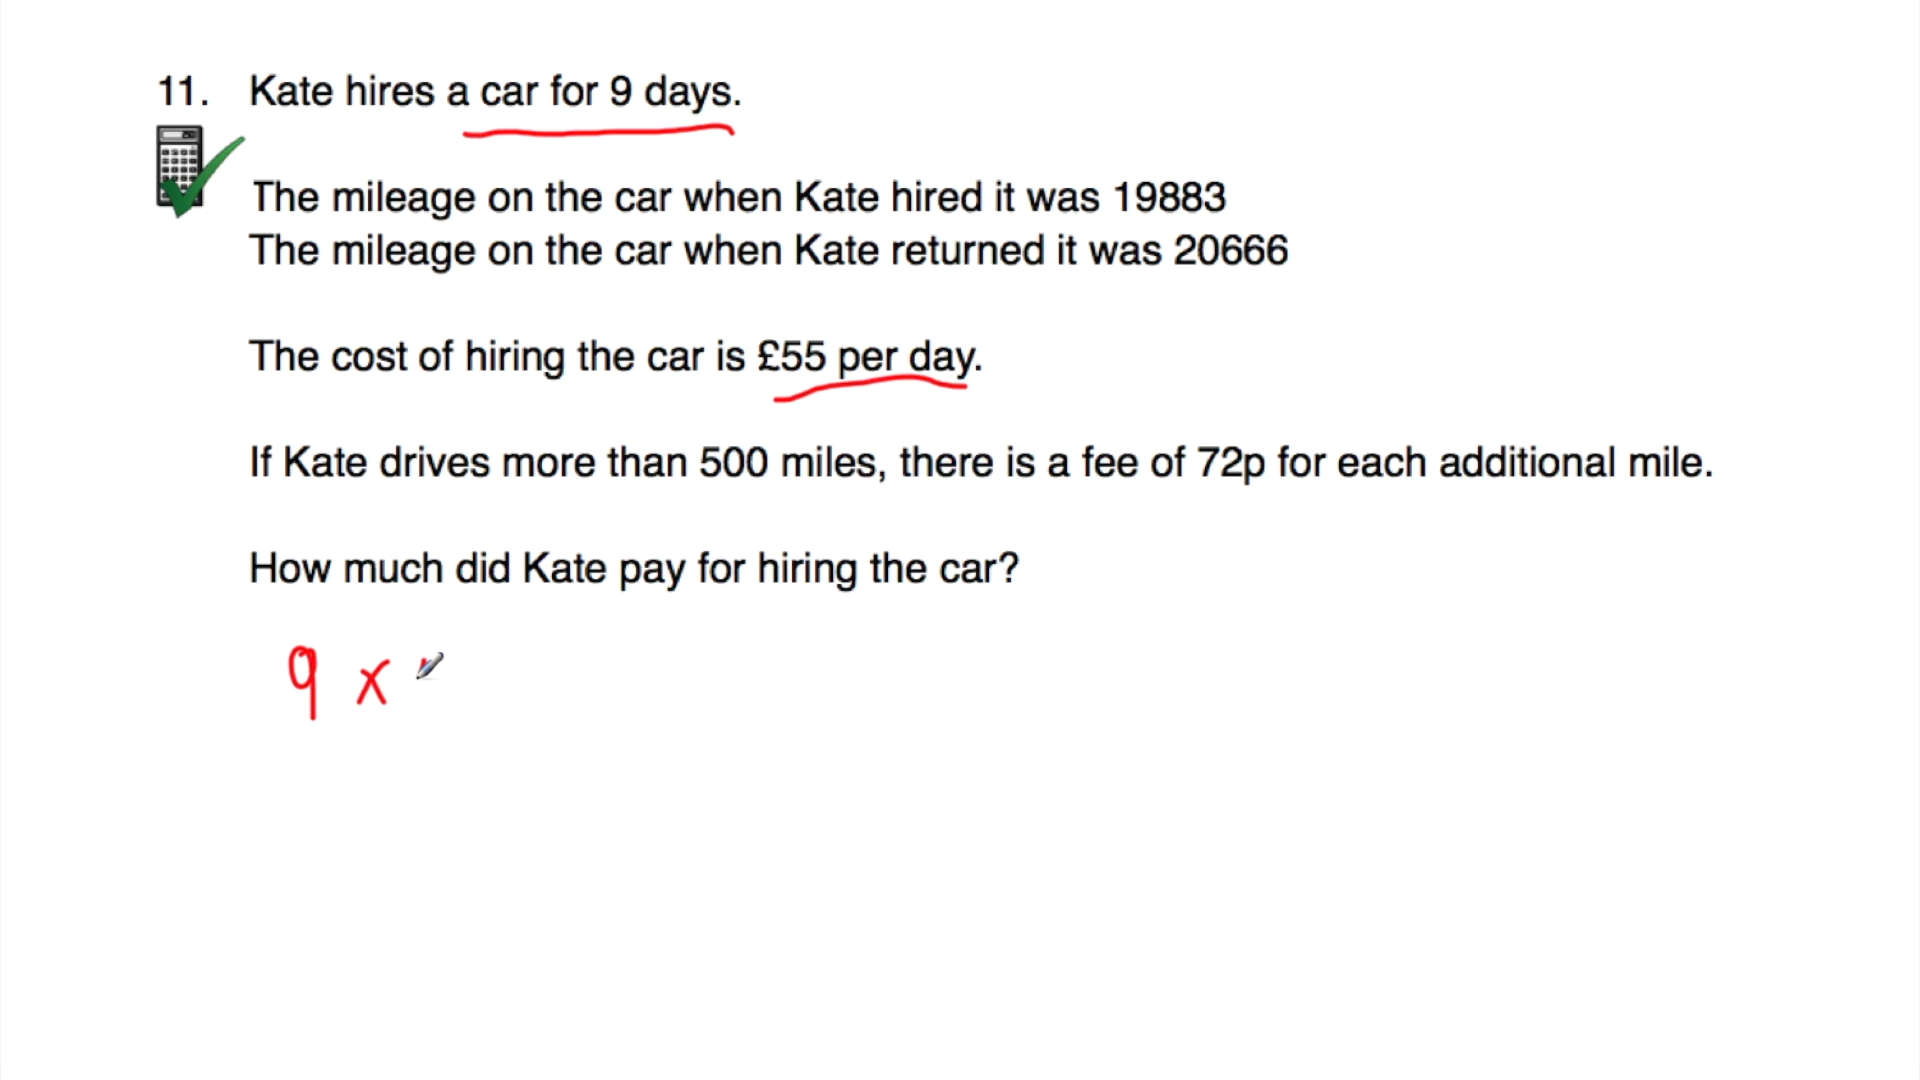 11. Kate hires a car for 9 days.
The mileage on the car when Kate hired it was 19883
The mileage on the car when Kate returned it was 20666
The cost of hiring the car is £55 per day.
If Kate drives more than 500 miles, there is a fee of 72p for each additional mile.
How much did Kate pay for hiring the car?
9 x